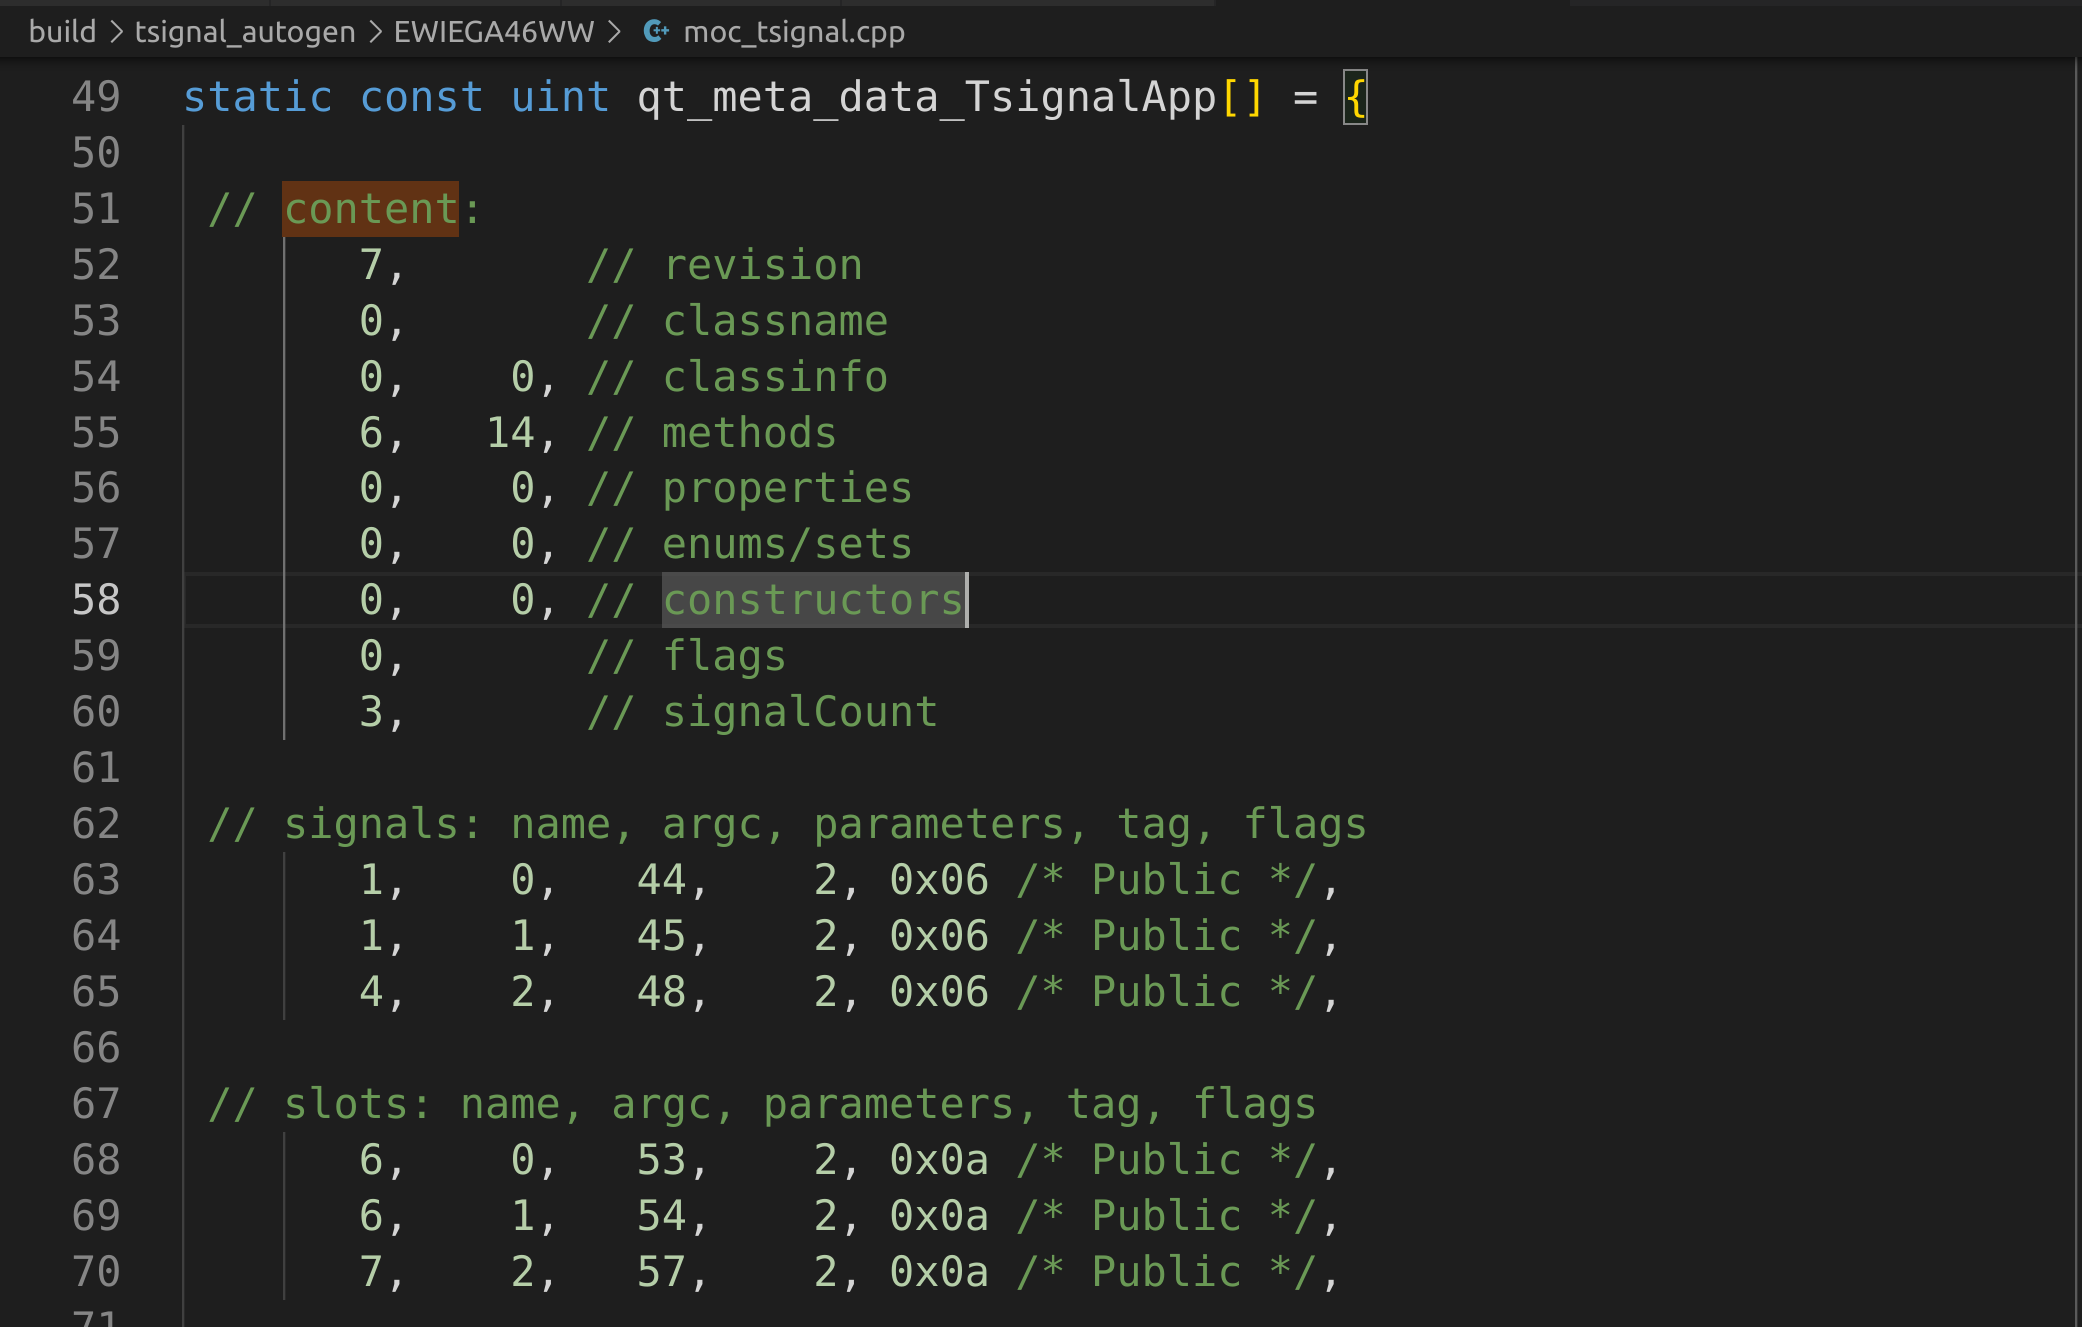 build > tsignal_autogen > EWIEGA46WW > moc_tsignal.cpp
49 static const uint qt_meta_data_TsignalApp[] = {
50
51 // content:
52 7, // revision
53 0, // classname
54 0, 0, // classinfo
55 6, 14, // methods
56 0, 0, // properties
57 0, 0, // enums/sets
58 0, 0, // constructors
59 0, // flags
60 3, // signalCount
61
62 // signals: name, argc, parameters, tag, flags
63 1, 0, 44, 2, 0x06 /* Public */,
64 1, 1, 45, 2, 0x06 /* Public */,
65 4, 2, 48, 2, 0x06 /* Public */,
66
67 // slots: name, argc, parameters, tag, flags
68 6, 0, 53, 2, 0x0a /* Public */,
69 6, 1, 54, 2, 0x0a /* Public */,
70 7, 2, 57, 2, 0x0a /* Public */,
71